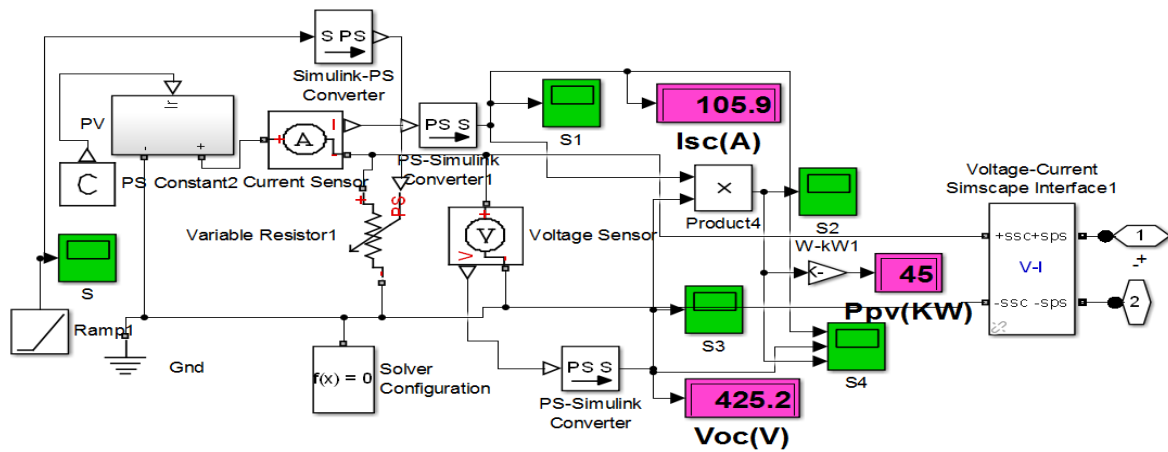 S PS
Simulink-PS
Converter
Ir
PV
-
+
C
PS Constant2
+
A
-
I
Current Sensor
PS S
PS-Simulink
Converter1
S1
105.9
Isc(A)
+
PS
-
Variable Resistor1
+
V
-
V
Voltage Sensor
×
Product4
S2
W-kW1
K-
45
Ppv(KW)
Voltage-Current
Simscape Interface1
+ssc+sps
V-I
-ssc -sps
1
+
-
2
S
Ramp1
Gnd
f(x) = 0
Solver
Configuration
PS S
PS-Simulink
Converter
S3
S4
425.2
Voc(V)